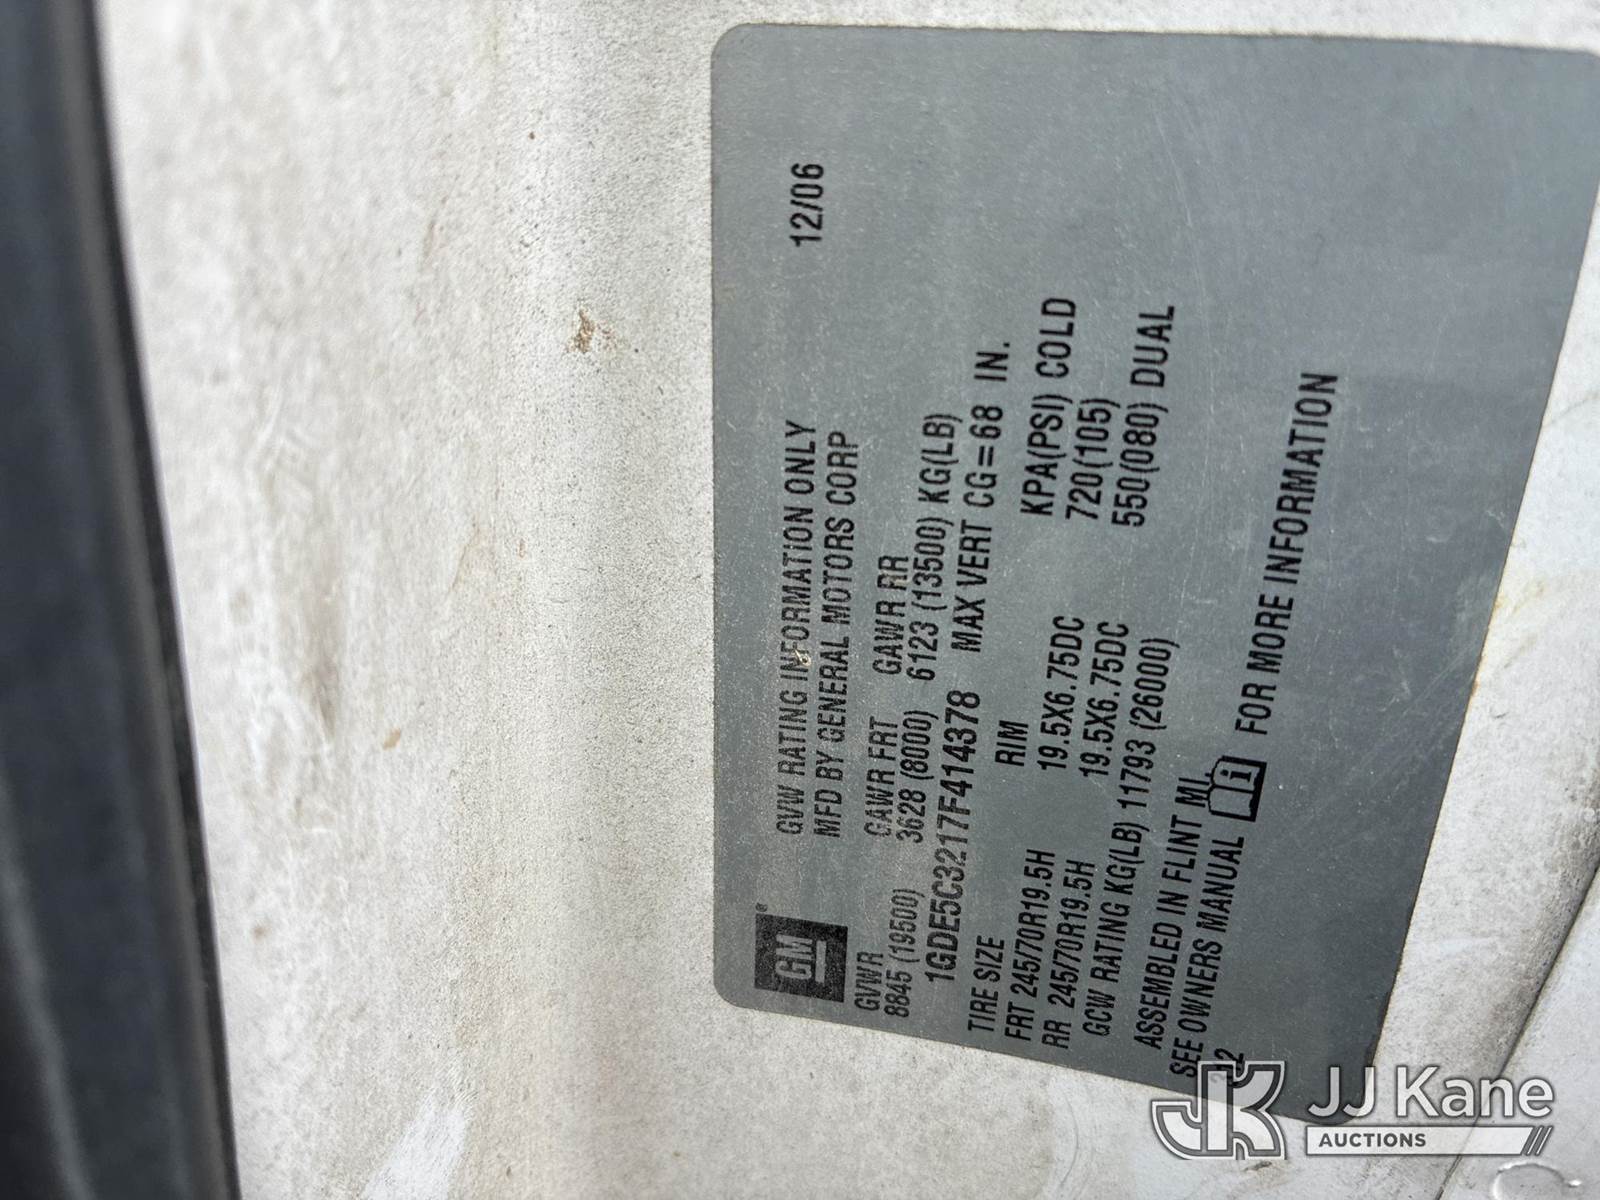 GM®
GVW RATING INFORMATION ONLY
MFD BY GENERAL MOTORS CORP 12/06
GVWR GAWR FRT GAWR RR
8845 (19500) 3628 (8000) 6123 (13500) KG(LB)
1GDE5C3217F414378 MAX VERT CG=68 IN.
TIRE SIZE RIM KPA(PSI) COLD
FRT 245/70R19.5H 19.5X6.75DC 720(105)
RR 245/70R19.5H 19.5X6.75DC 550(080) DUAL
GCW RATING KG(LB) 11793 (26000)
ASSEMBLED IN FLINT MI.
SEE OWNERS MANUAL i FOR MORE INFORMATION
JK JJ Kane
AUCTIONS